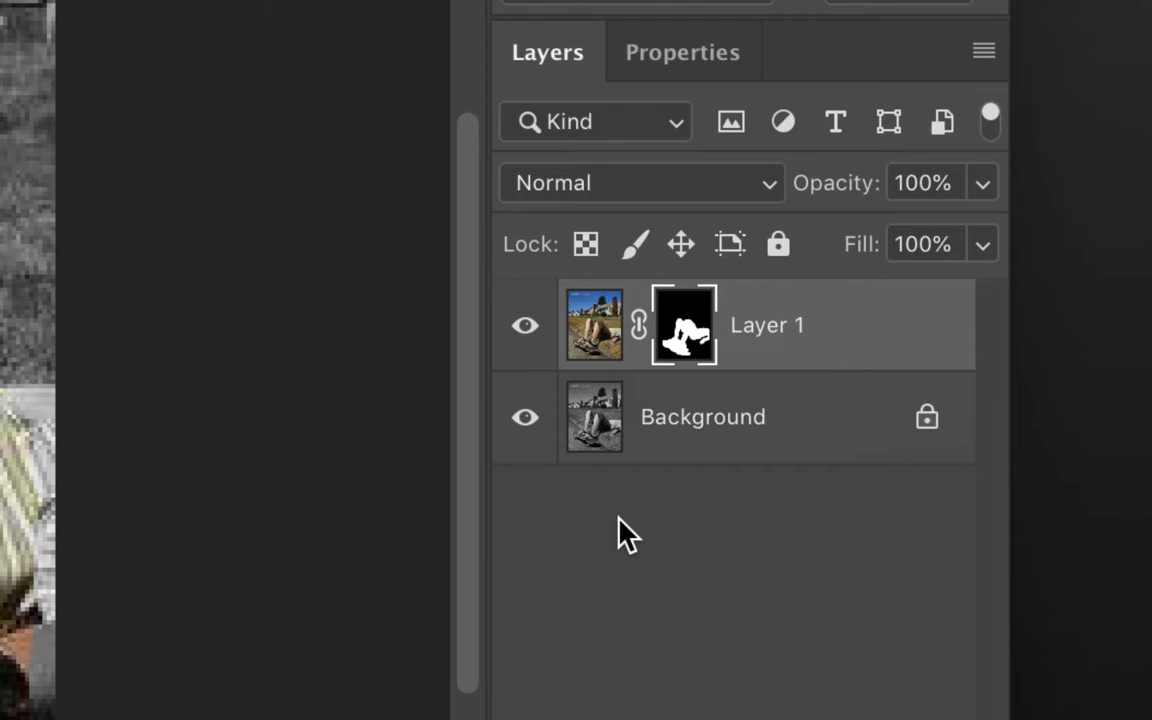 Layers Properties
Kind
Normal Opacity: 100%
Lock: Fill: 100%
Layer 1
Background